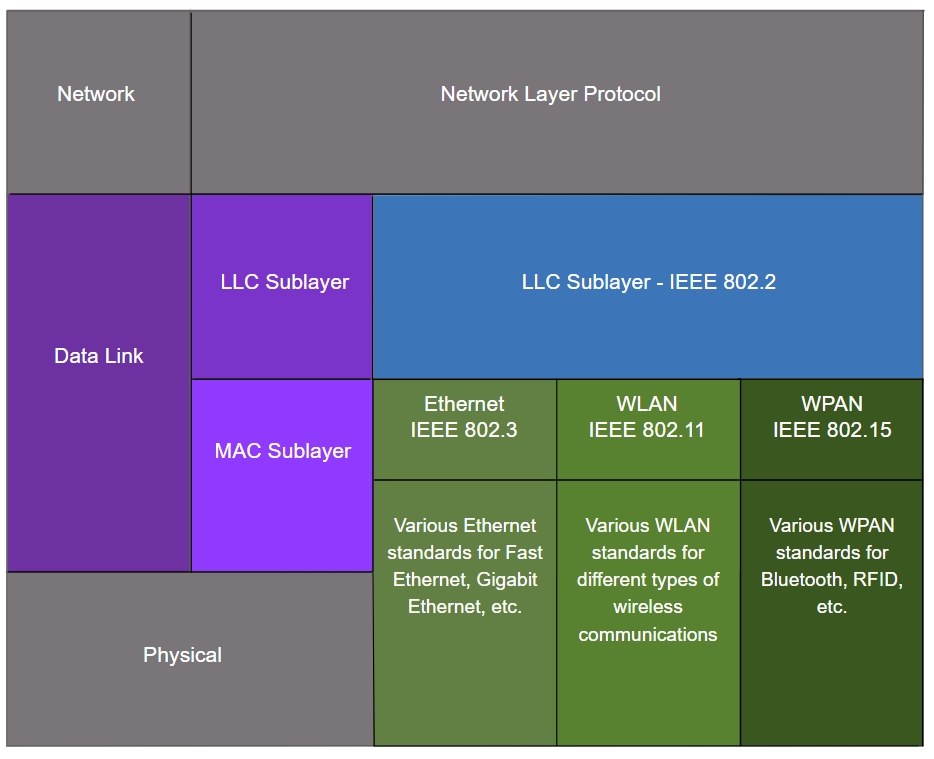 Network
Network Layer Protocol
Data Link
LLC Sublayer
LLC Sublayer - IEEE 802.2
MAC Sublayer
Ethernet
IEEE 802.3
WLAN
IEEE 802.11
WPAN
IEEE 802.15
Various Ethernet
standards for Fast
Ethernet, Gigabit
Ethernet, etc.
Various WLAN
standards for
different types of
wireless
communications
Various WPAN
standards for
Bluetooth, RFID,
etc.
Physical